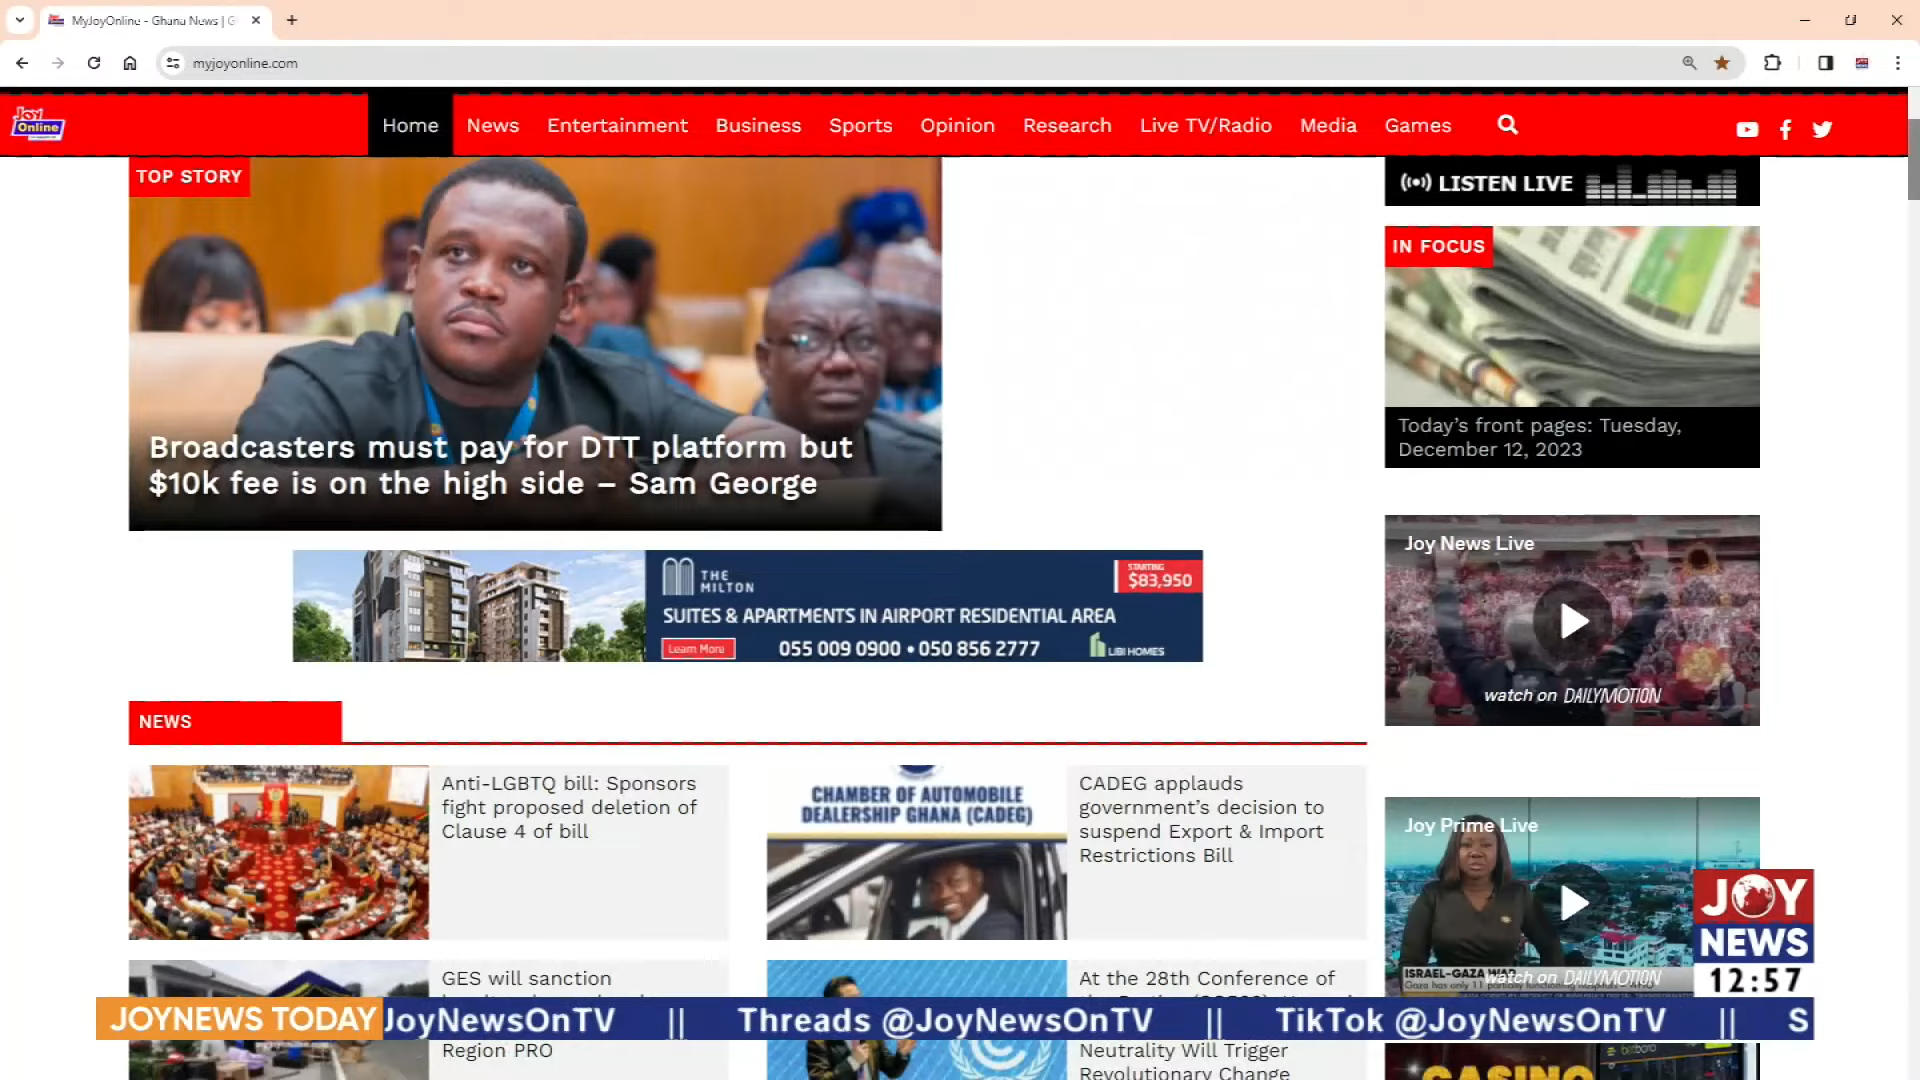 MyJoyOnline - Ghana News | G
myjoyonline.com
JOY
Online
Home
News
Entertainment
Business
Sports
Opinion
Research
Live TV/Radio
Media
Games
TOP STORY
Broadcasters must pay for DTT platform but
$10k fee is on the high side – Sam George
LISTEN LIVE
IN FOCUS
Today’s front pages: Tuesday,
December 12, 2023
THE
MILTON
STARTING
$83,950
SUITES & APARTMENTS IN AIRPORT RESIDENTIAL AREA
Learn More
055 009 0900 • 050 856 2777
LIBI HOMES
Joy News Live
watch on DAILYMOTION
NEWS
Anti-LGBTQ bill: Sponsors
fight proposed deletion of
Clause 4 of bill
CHAMBER OF AUTOMOBILE
DEALERSHIP GHANA (CADEG)
CADEG applauds
government’s decision to
suspend Export & Import
Restrictions Bill
Joy Prime Live
ISRAEL-GAZA WAR
watch on DAILYMOTION
GES will sanction
Region PRO
At the 28th Conference of
Neutrality Will Trigger
Revolutionary Change
CASINO
JOY
NEWS
12:57
JOYNEWS TODAY
JoyNewsOnTV || Threads @JoyNewsOnTV || TikTok @JoyNewsOnTV || S